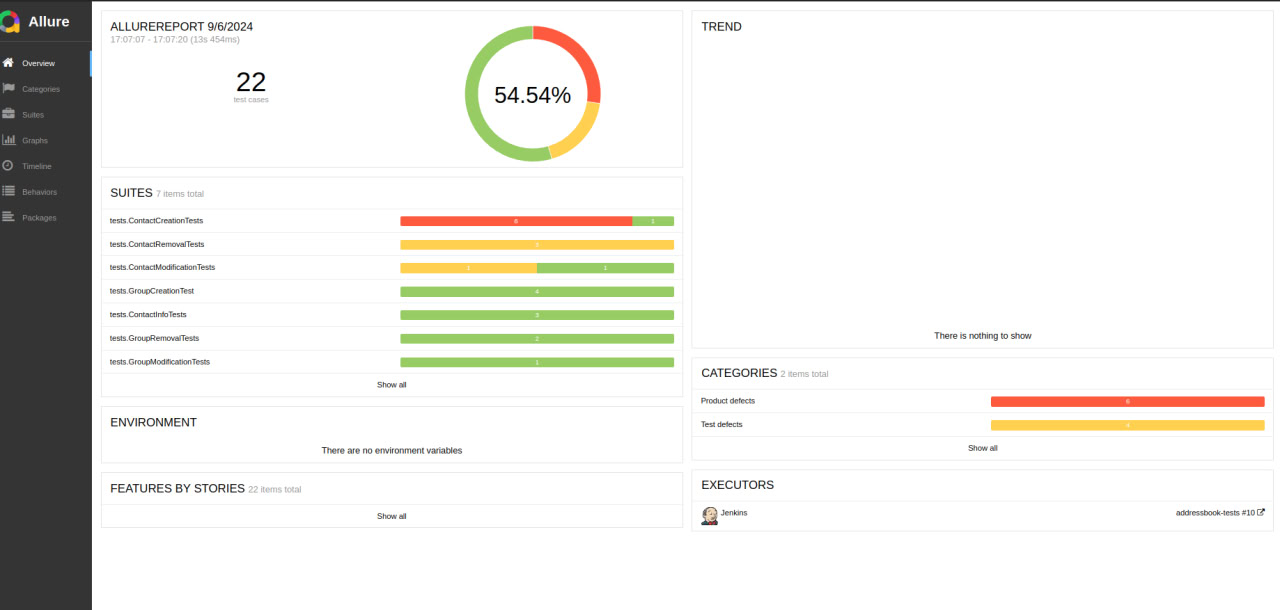 Allure
Overview
Categories
Suites
Graphs
Timeline
Behaviors
Packages
ALLUREREPORT 9/6/2024
17:07:07 - 17:07:20 (13s 454ms)
22
test cases
54.54%
SUITES 7 items total
tests.ContactCreationTests 6 1
tests.ContactRemovalTests 3
tests.ContactModificationTests 1 1
tests.GroupCreationTest 4
tests.ContactInfoTests 3
tests.GroupRemovalTests 2
tests.GroupModificationTests 1
Show all
ENVIRONMENT
There are no environment variables
FEATURES BY STORIES 22 items total
Show all
TREND
There is nothing to show
CATEGORIES 2 items total
Product defects 6
Test defects 4
Show all
EXECUTORS
Jenkins addressbook-tests #10